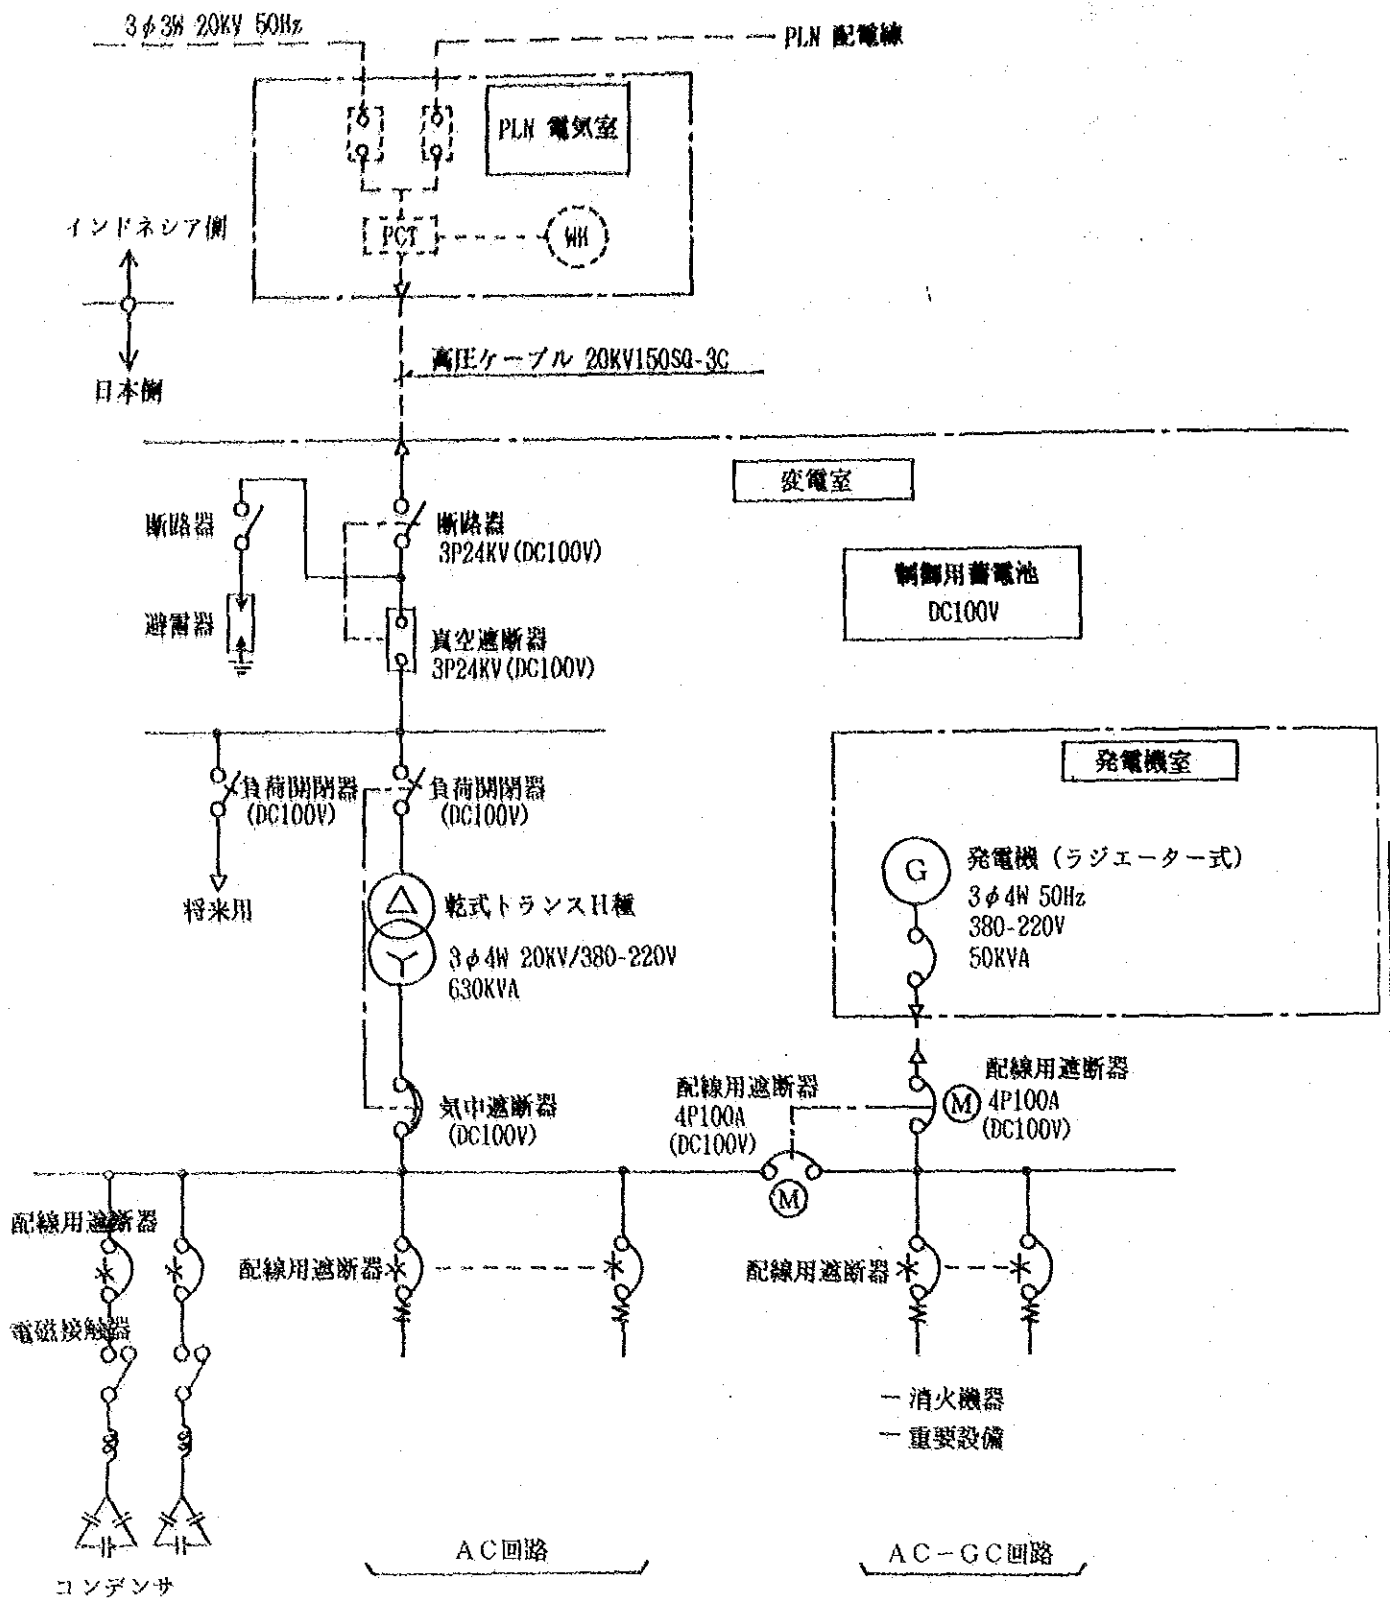 3φ3W 20KV 50Hz
PLN 配電線
PLN 電気室
PCT
WH
インドネシア側
日本側
高圧ケーブル 20KV150SQ-3C
変電室
断路器
断路器
3P24KV(DC100V)
制御用蓄電池
DC100V
避雷器
真空遮断器
3P24KV(DC100V)
発電機室
負荷開閉器
(DC100V)
負荷開閉器
(DC100V)
G
発電機(ラジエーター式)
3φ4W 50Hz
380-220V
50KVA
将来用
乾式トランスH種
3φ4W 20KV/380-220V
630KVA
気中遮断器
(DC100V)
配線用遮断器
4P100A
(DC100V)
M
配線用遮断器
4P100A
(DC100V)
M
配線用遮断器
配線用遮断器
配線用遮断器
電磁接触器
ー 消火機器
ー 重要設備
コンデンサ
AC回路
AC-GC回路